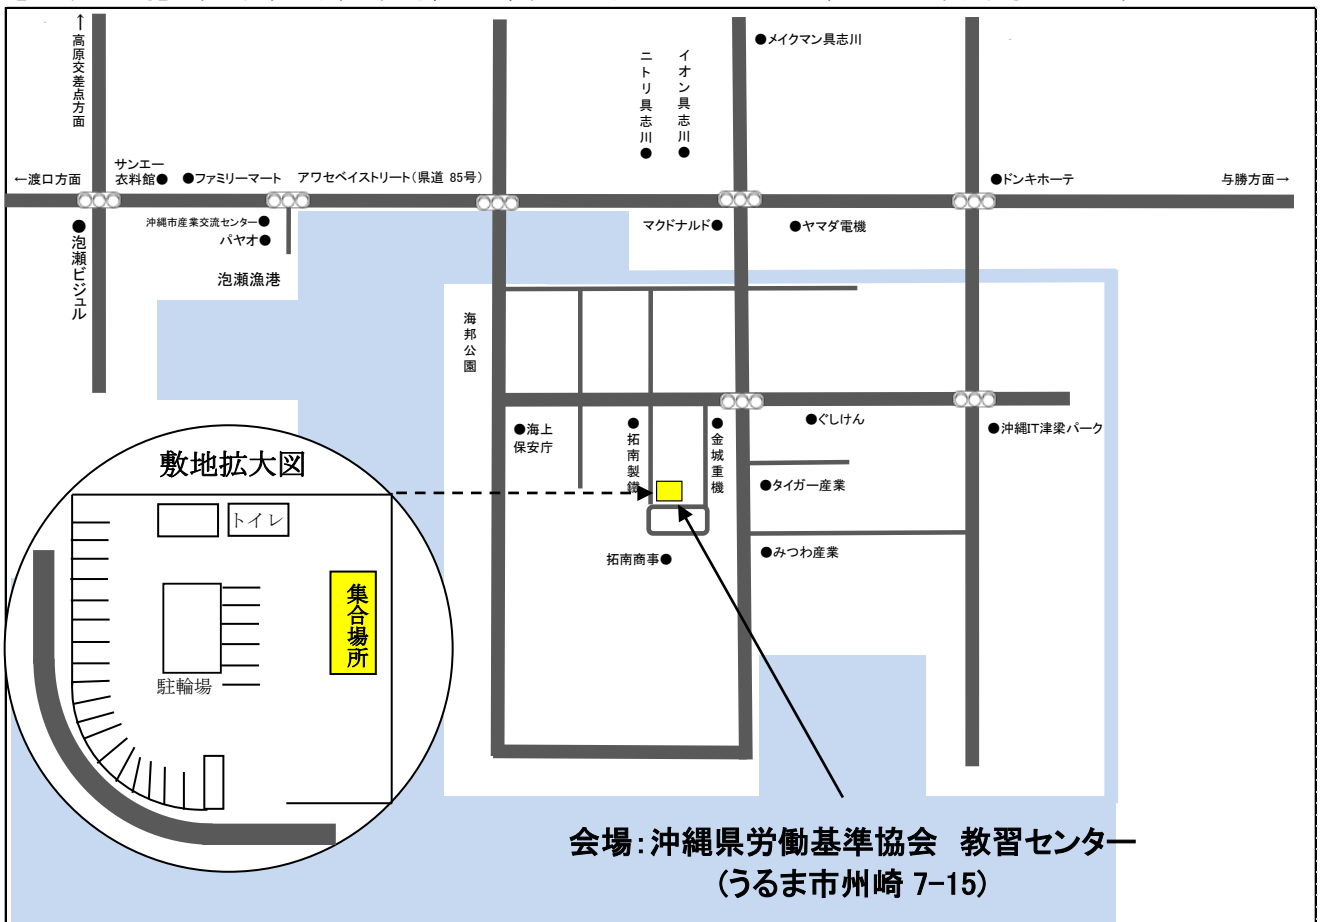 ↑高原交差点方面
ニトリ具志川●
イオン具志川●
●メイクマン具志川
←渡口方面
サンエー
衣料館●
●ファミリーマート
アワセベイストリート(県道 85号)
●ドンキホーテ
与勝方面→
●泡瀬ビジュル
沖縄市産業交流センター●
パヤオ●
泡瀬漁港
マクドナルド●
●ヤマダ電機
海邦公園
●海上
保安庁
●拓南製鐵
●金城重機
●ぐしけん
●沖縄IT津梁パーク
●タイガー産業
●みつわ産業
拓南商事●
敷地拡大図
トイレ
集合場所
駐輪場
会場:沖縄県労働基準協会 教習センター
(うるま市州崎 7-15)